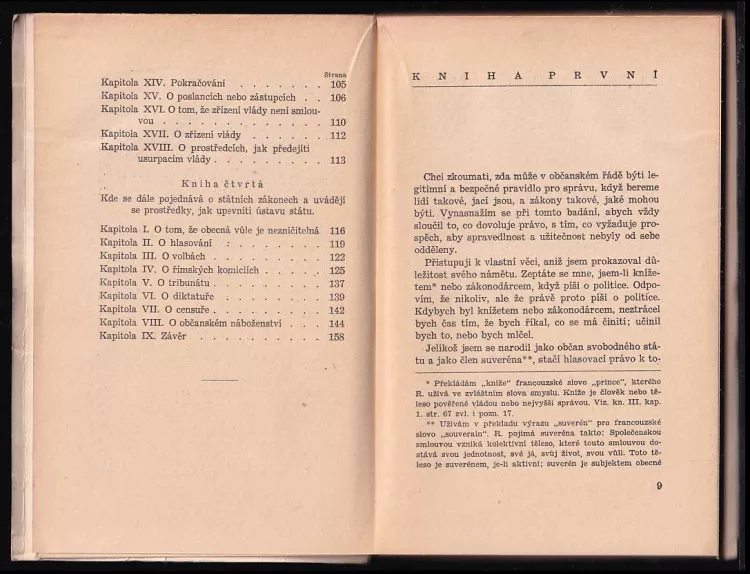 Strana
Kapitola XIV. Pokračování . . . . . . . 105
Kapitola XV. O poslancích nebo zástupcích . . 106
Kapitola XVI. O tom, že zřízení vlády není smlou-
vou . . . . . . . . . . . . 110
Kapitola XVII. O zřízení vlády . . . . . . 112
Kapitola XVIII. O prostředcích, jak předejíti
usurpacím vlády . . . . . . . . . 113
Kniha čtvrtá
Kde se dále pojednává o státních zákonech a uvádějí
se prostředky, jak upevniti ústavu státu.
Kapitola I. O tom, že obecná vůle je nezničitelná 116
Kapitola II. O hlasování . . . . . . . . 119
Kapitola III. O volbách . . . . . . . . 122
Kapitola IV. O římských komiciích . . . . . 125
Kapitola V. O tribunátu . . . . . . . . 137
Kapitola VI. O diktatuře . . . . . . . . 139
Kapitola VII. O censuře . . . . . . . . 142
Kapitola VIII. O občanském náboženství . . . 144
Kapitola IX. Závěr . . . . . . . . . . 158
KNIHA PRVNÍ
Chci zkoumati, zda může v občanském řádě býti le-
gitimní a bezpečné pravidlo pro správu, když bereme
lidi takové, jací jsou, a zákony takové, jaké mohou
býti. Vynasnažím se při tomto badání, abych vždy
sloučil to, co dovoluje právo, s tím, co vyžaduje pro-
spěch, aby spravedlnost a užitečnost nebyly od sebe
odděleny.
Přistupuji k vlastní věci, aniž jsem prokazoval dů-
ležitost svého námětu. Zeptáte se mne, jsem-li kníže-
tem* nebo zákonodárcem, když píši o politice. Odpo-
vím, že nikoliv, ale že právě proto píši o politice.
Kdybych byl knížetem nebo zákonodárcem, neztrácel
bych čas tím, že bych říkal, co se má činiti; učinil
bych to, nebo bych mlčel.
Jelikož jsem se narodil jako občan svobodného stá-
tu a jako člen suveréna**, stačí hlasovací právo k to-
* Překládám „kníže“ francouzské slovo „prince“, kterého
R. užívá ve zvláštním slova smyslu. Kníže je člověk nebo tě-
leso pověřené vládou nebo nejvyšší správou. Viz. kn. III. kap.
1. str. 67 zvl. i pozn. 17.
** Užívám v překladu výrazu „suverén“ pro francouzské
slovo „souverain“. R. pojímá suveréna takto: Společenskou
smlouvou vzniká kolektivní těleso, které touto smlouvou do-
stává svou jednotnost, své já, svůj život, svou vůli. Toto tě-
leso je suverénem, je-li aktivní; suverén je subjektem obecné
9